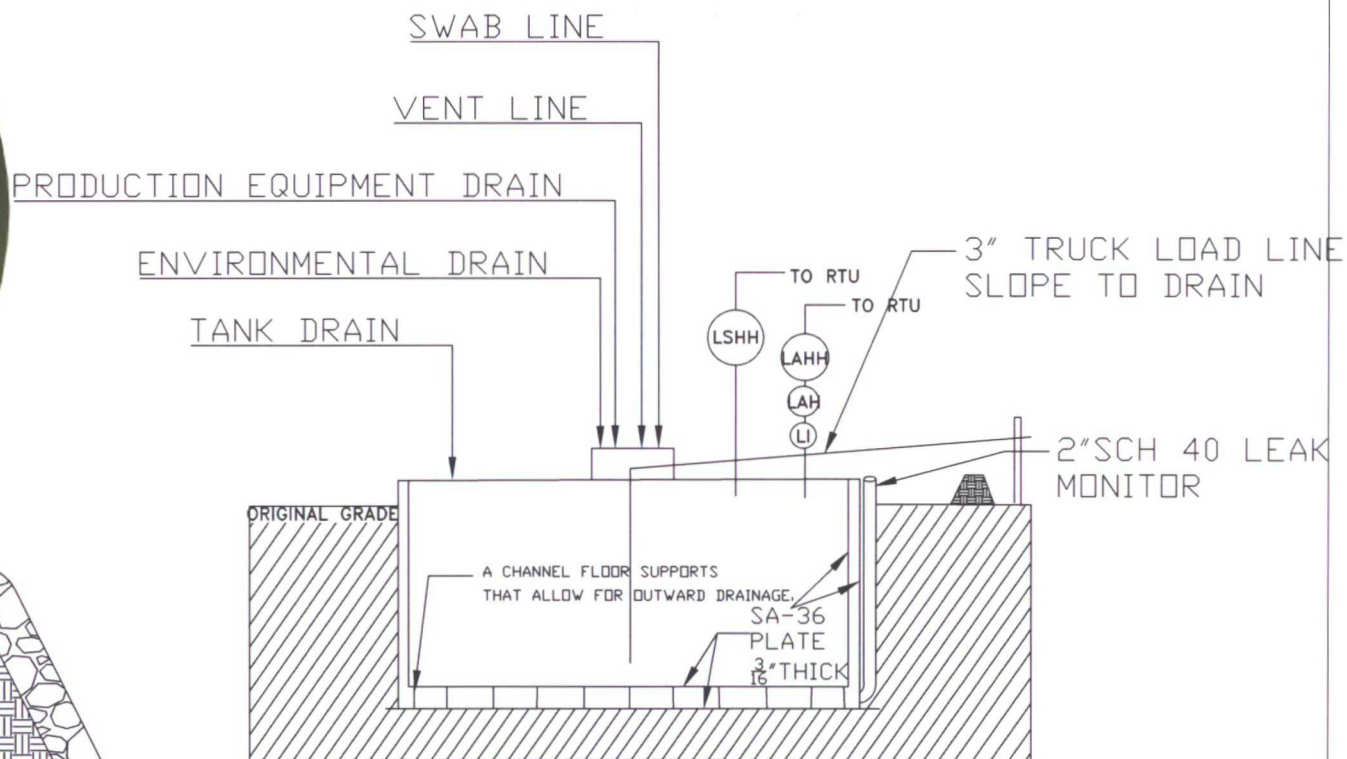 SWAB LINE
VENT LINE
PRODUCTION EQUIPMENT DRAIN
ENVIRONMENTAL DRAIN
TANK DRAIN
3" TRUCK LOAD LINE
SLOPE TO DRAIN
TO RTU
TO RTU
LSHH
LAHH
LAH
LI
2"SCH 40 LEAK
MONITOR
ORIGINAL GRADE
A CHANNEL FLOOR SUPPORTS
THAT ALLOW FOR OUTWARD DRAINAGE.
SA-36
PLATE
3/16"THICK